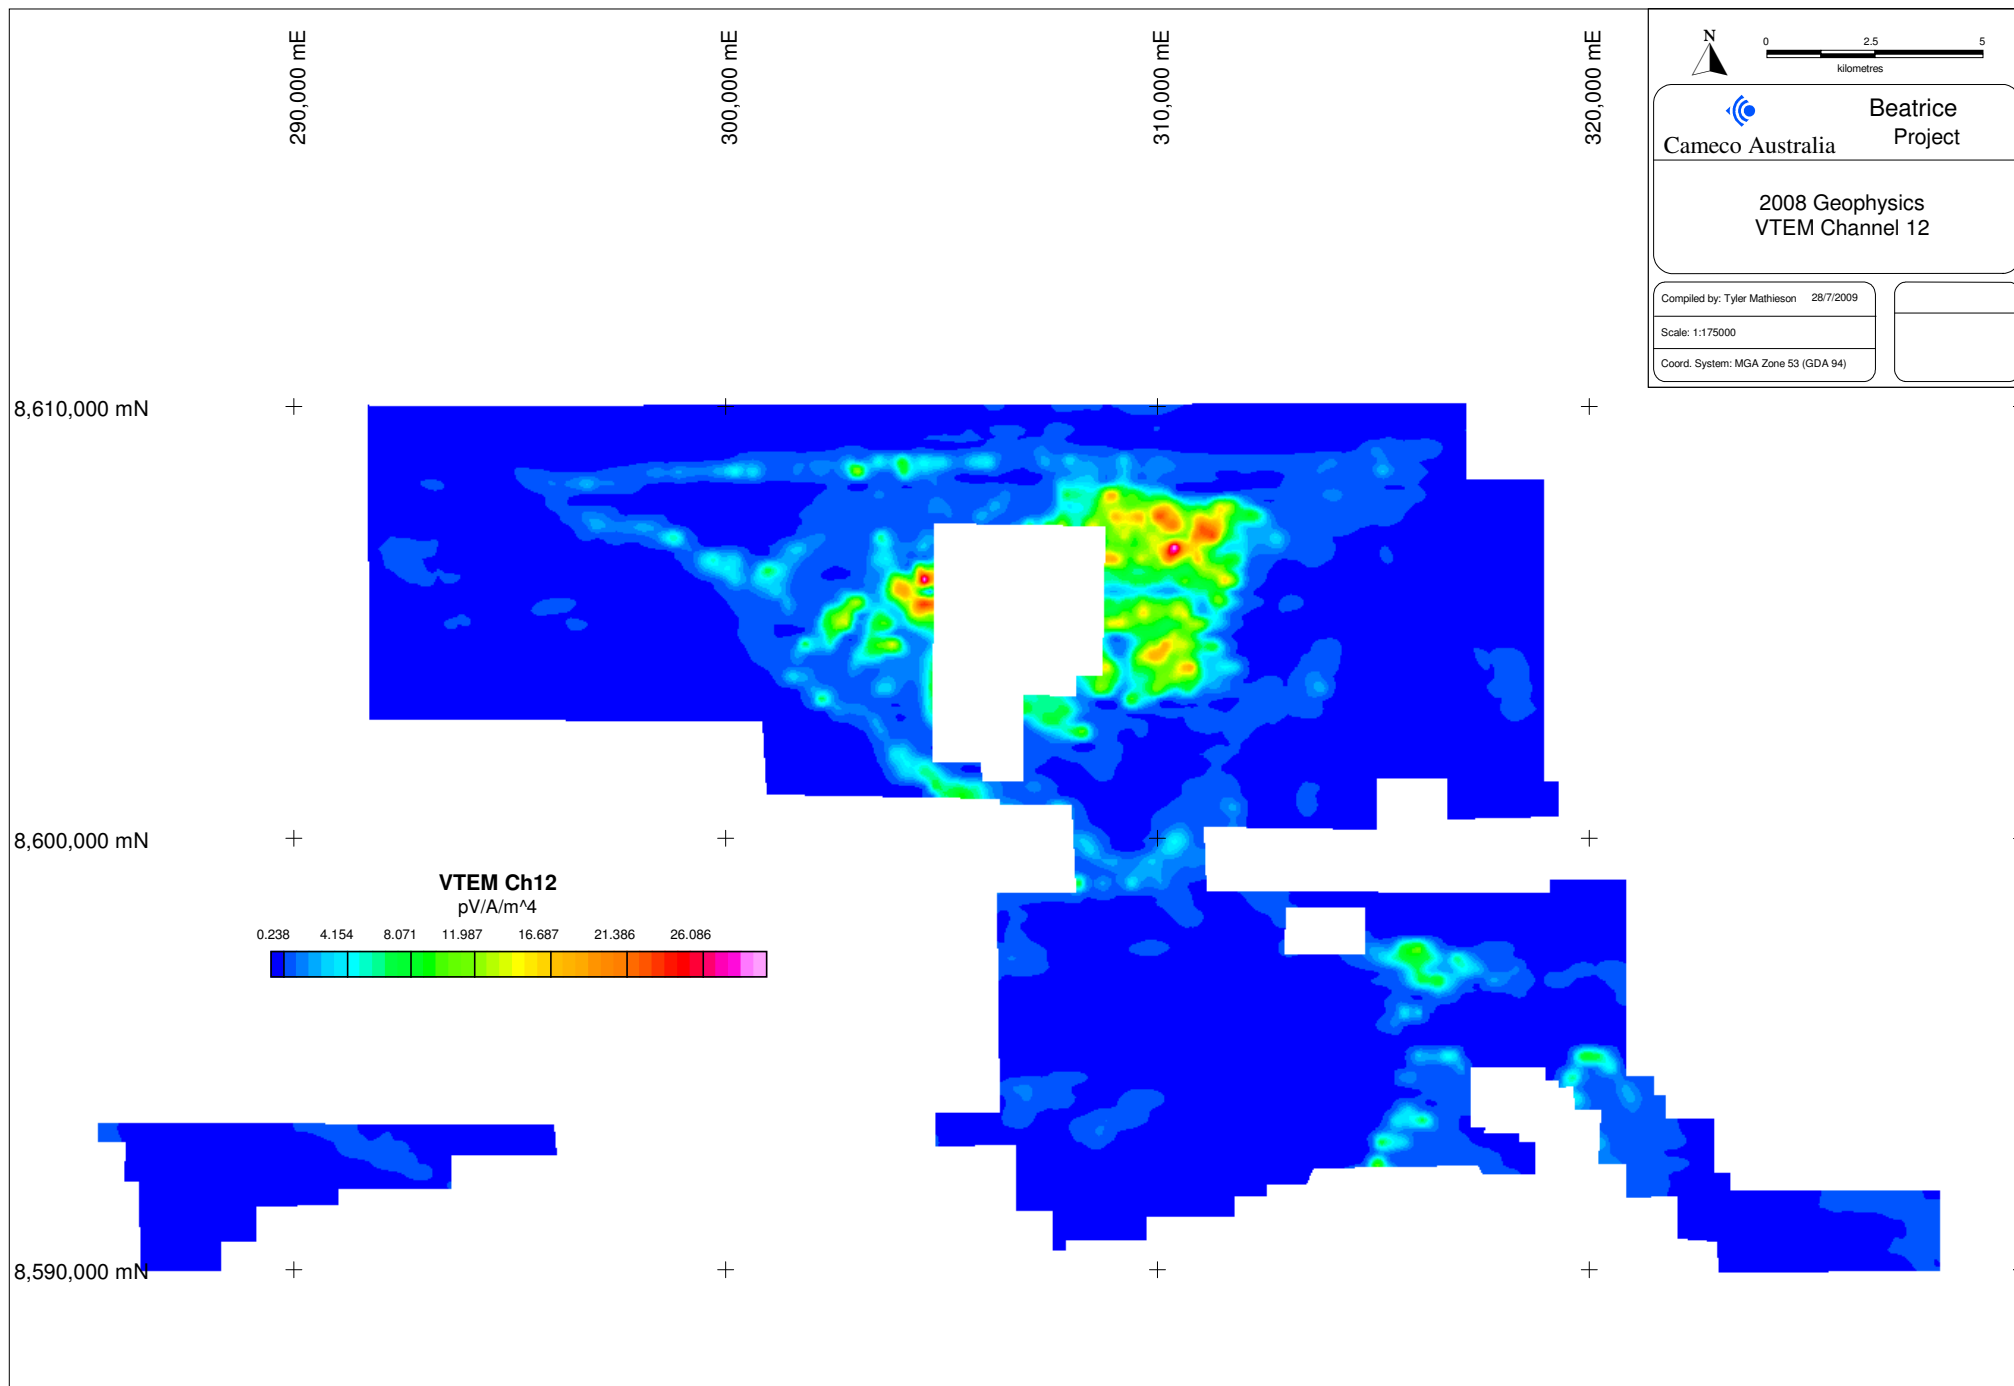 290,000 mE
300,000 mE
310,000 mE
320,000 mE
N
0 2.5 5
kilometres
Cameco Australia
Beatrice
Project
2008 Geophysics
VTEM Channel 12
Compiled by: Tyler Mathieson 28/7/2009
Scale: 1:175000
Coord. System: MGA Zone 53 (GDA 94)
8,610,000 mN
8,600,000 mN
VTEM Ch12
pV/A/m^4
0.238 4.154 8.071 11.987 16.687 21.386 26.086
8,590,000 mN